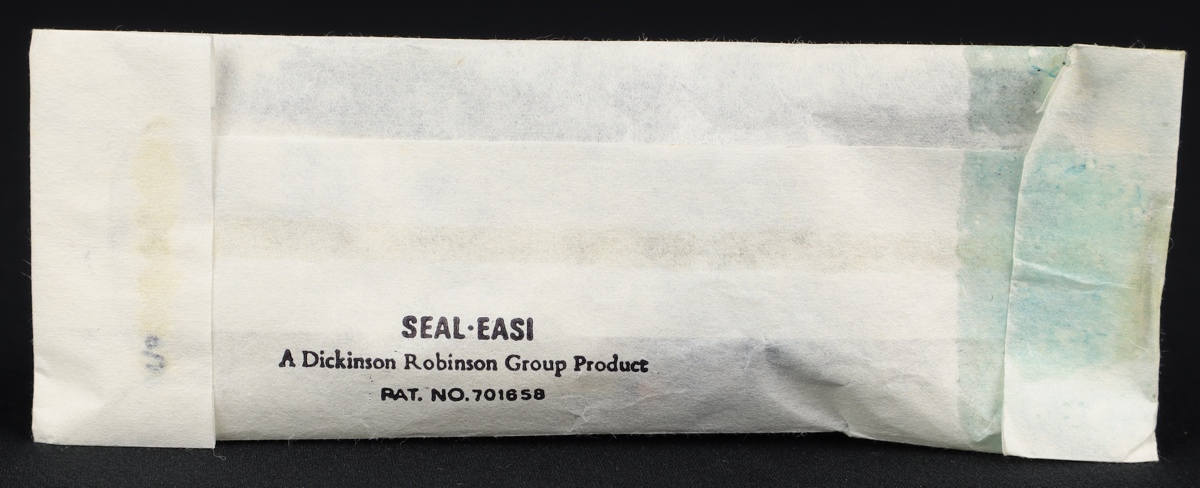 SEAL·EASI
A Dickinson Robinson Group Product
PAT. NO. 701658